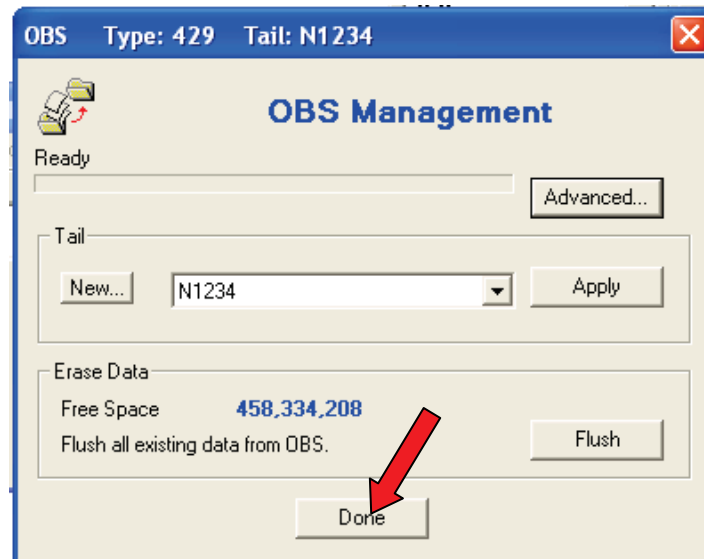 OBS Type: 429 Tail: N1234
OBS Management
Ready
Advanced...
Tail
New...
N1234
Apply
Erase Data
Free Space 458,334,208
Flush all existing data from OBS.
Flush
Done